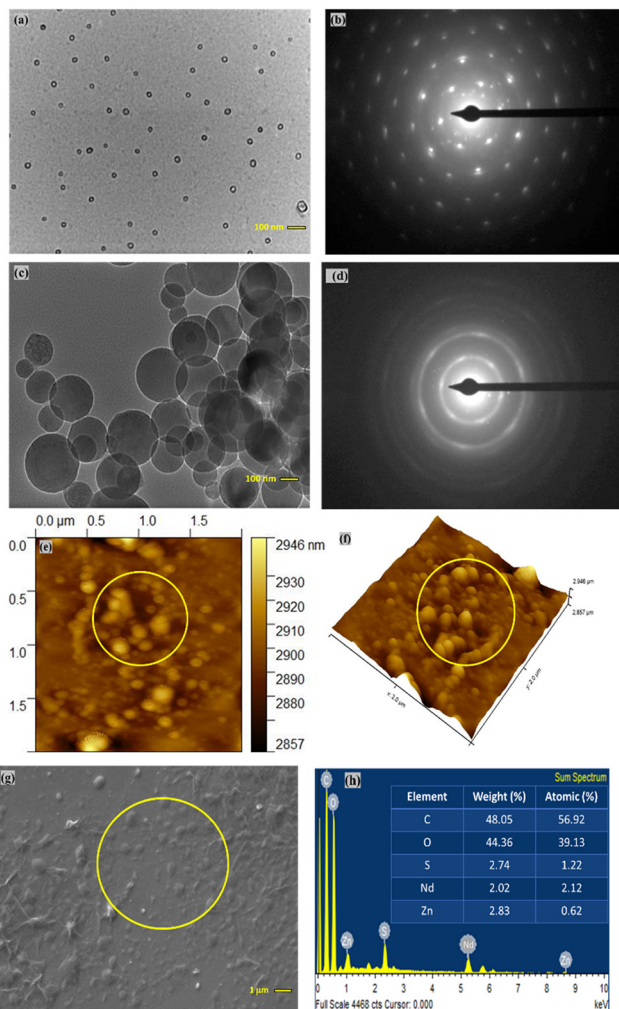 (a)
100 nm
(b)
(c)
100 nm
(d)
0.0 µm 0.5 1.0 1.5
0.0
0.5
1.0
1.5
(e)
2946 nm
2930
2920
2910
2900
2890
2880
2857
(f)
2.946 µm
2.857 µm
x: 2.0 µm
y: 2.0 µm
(g)
1 µm
(h)
Sum Spectrum
Element Weight (%) Atomic (%)
C 48.05 56.92
O 44.36 39.13
S 2.74 1.22
Nd 2.02 2.12
Zn 2.83 0.62
C
O
Zn
S
Nd
Zn
0 1 2 3 4 5 6 7 8 9 10
Full Scale 4468 cts Cursor: 0.000 keV